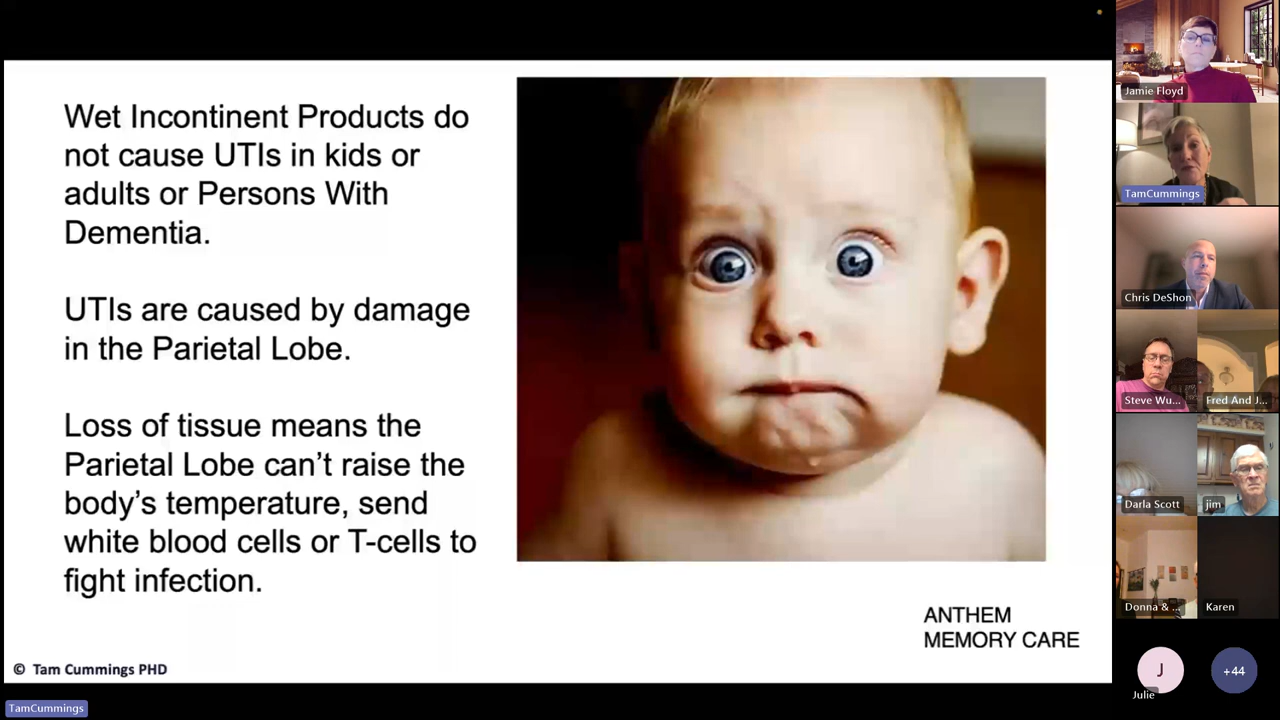 Wet Incontinent Products do
not cause UTIs in kids or
adults or Persons With
Dementia.
UTIs are caused by damage
in the Parietal Lobe.
Loss of tissue means the
Parietal Lobe can’t raise the
body’s temperature, send
white blood cells or T-cells to
fight infection.
ANTHEM
MEMORY CARE
© Tam Cummings PHD
TamCummings
Jamie Floyd
TamCummings
Chris DeShon
Steve Wu...
Fred And J...
Darla Scott
jim
Donna & ...
Karen
J
Julie
+44